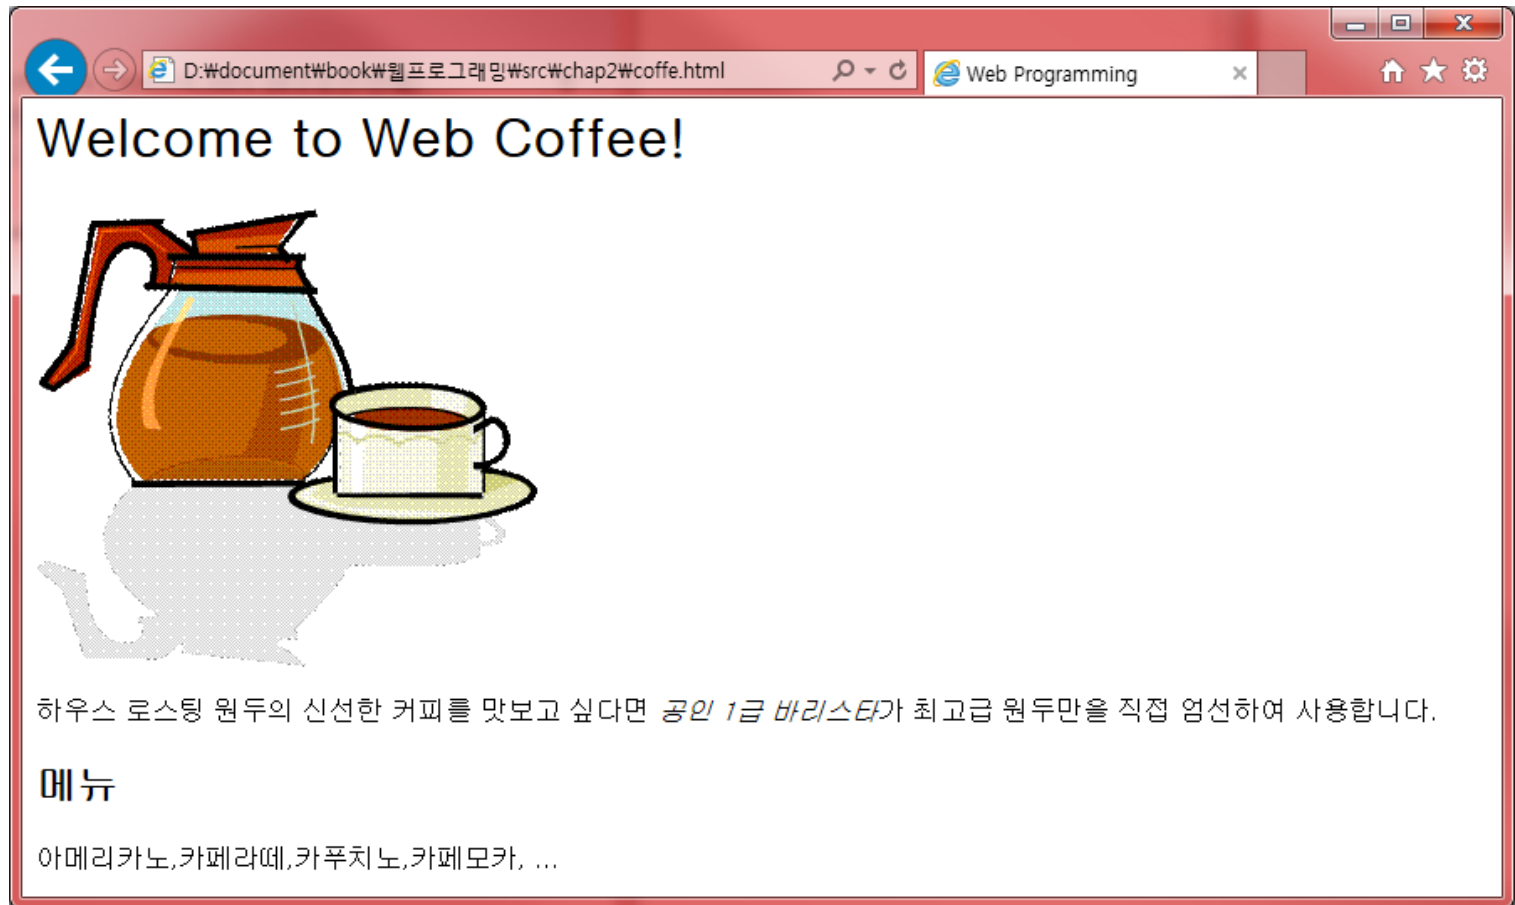 D:₩document₩book₩웹프로그래밍₩src₩chap2₩coffe.html
Web Programming
Welcome to Web Coffee!
하우스 로스팅 원두의 신선한 커피를 맛보고 싶다면 공인 1급 바리스타가 최고급 원두만을 직접 엄선하여 사용합니다.
메뉴
아메리카노,카페라떼,카푸치노,카페모카, ...